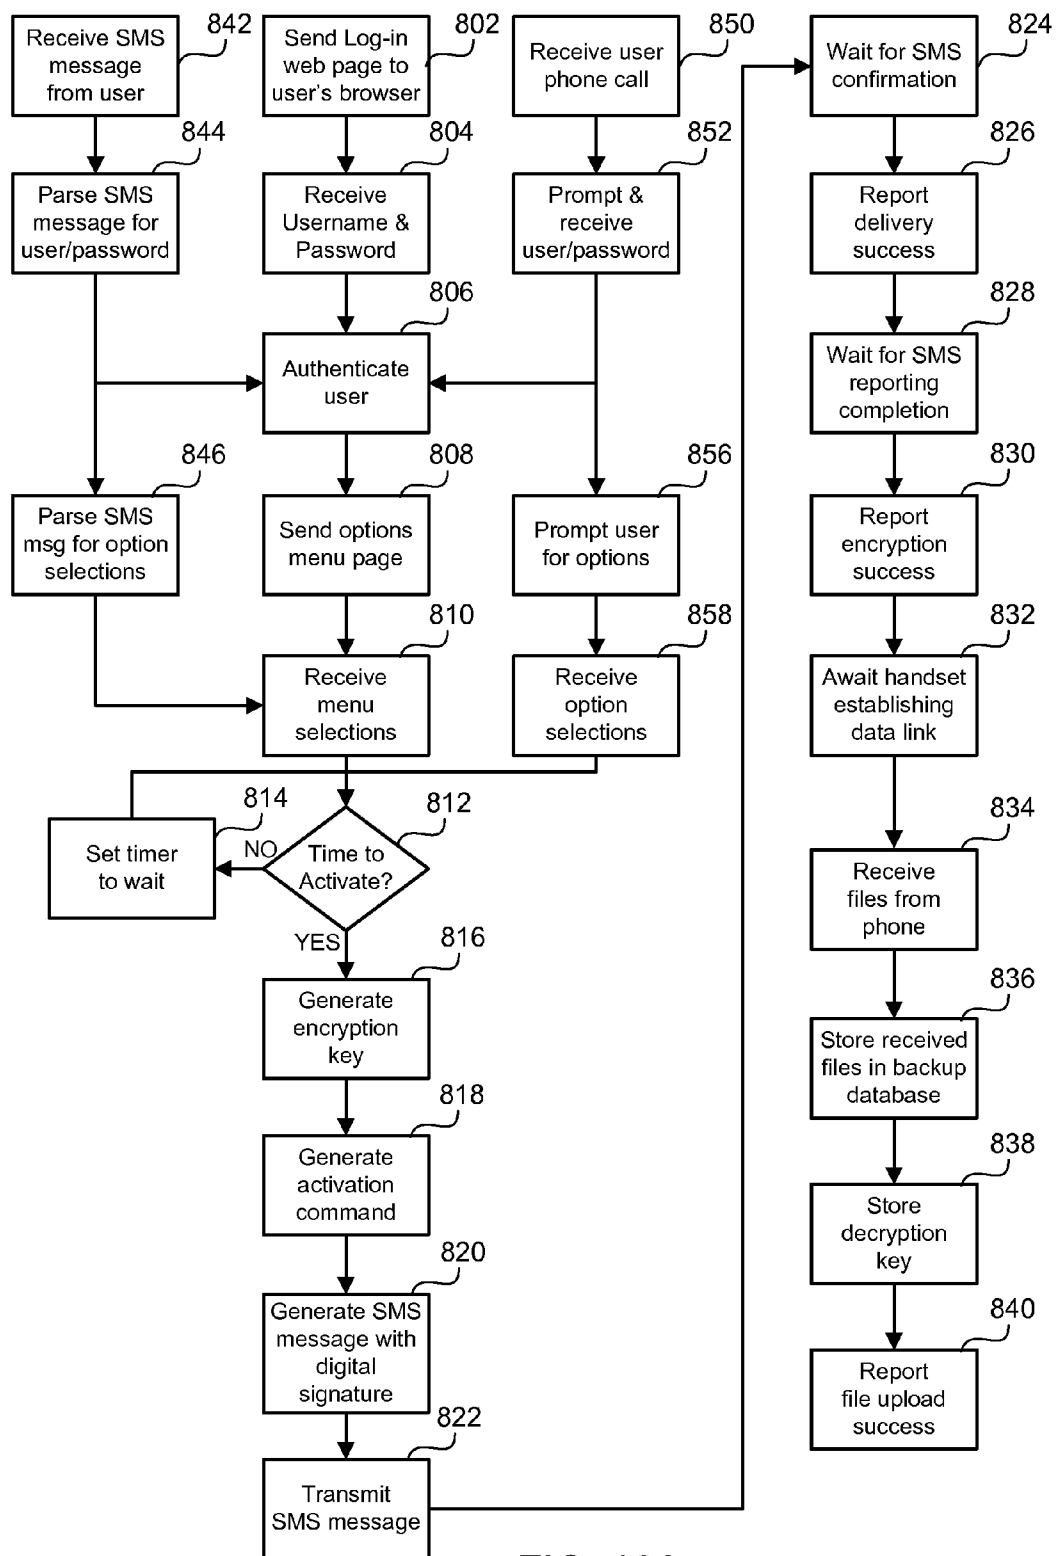 842
Receive SMS
message
from user
802
Send Log-in
web page to
user's browser
850
Receive user
phone call
824
Wait for SMS
confirmation
844
Parse SMS
message for
user/password
804
Receive
Username &
Password
852
Prompt &
receive
user/password
826
Report
delivery
success
806
Authenticate
user
828
Wait for SMS
reporting
completion
846
Parse SMS
msg for option
selections
808
Send options
menu page
856
Prompt user
for options
830
Report
encryption
success
810
Receive
menu
selections
858
Receive
option
selections
832
Await handset
establishing
data link
814
Set timer
to wait
NO
812
Time to
Activate?
YES
834
Receive
files from
phone
816
Generate
encryption
key
836
Store received
files in backup
database
818
Generate
activation
command
838
Store
decryption
key
820
Generate SMS
message with
digital
signature
840
Report
file upload
success
822
Transmit
SMS message